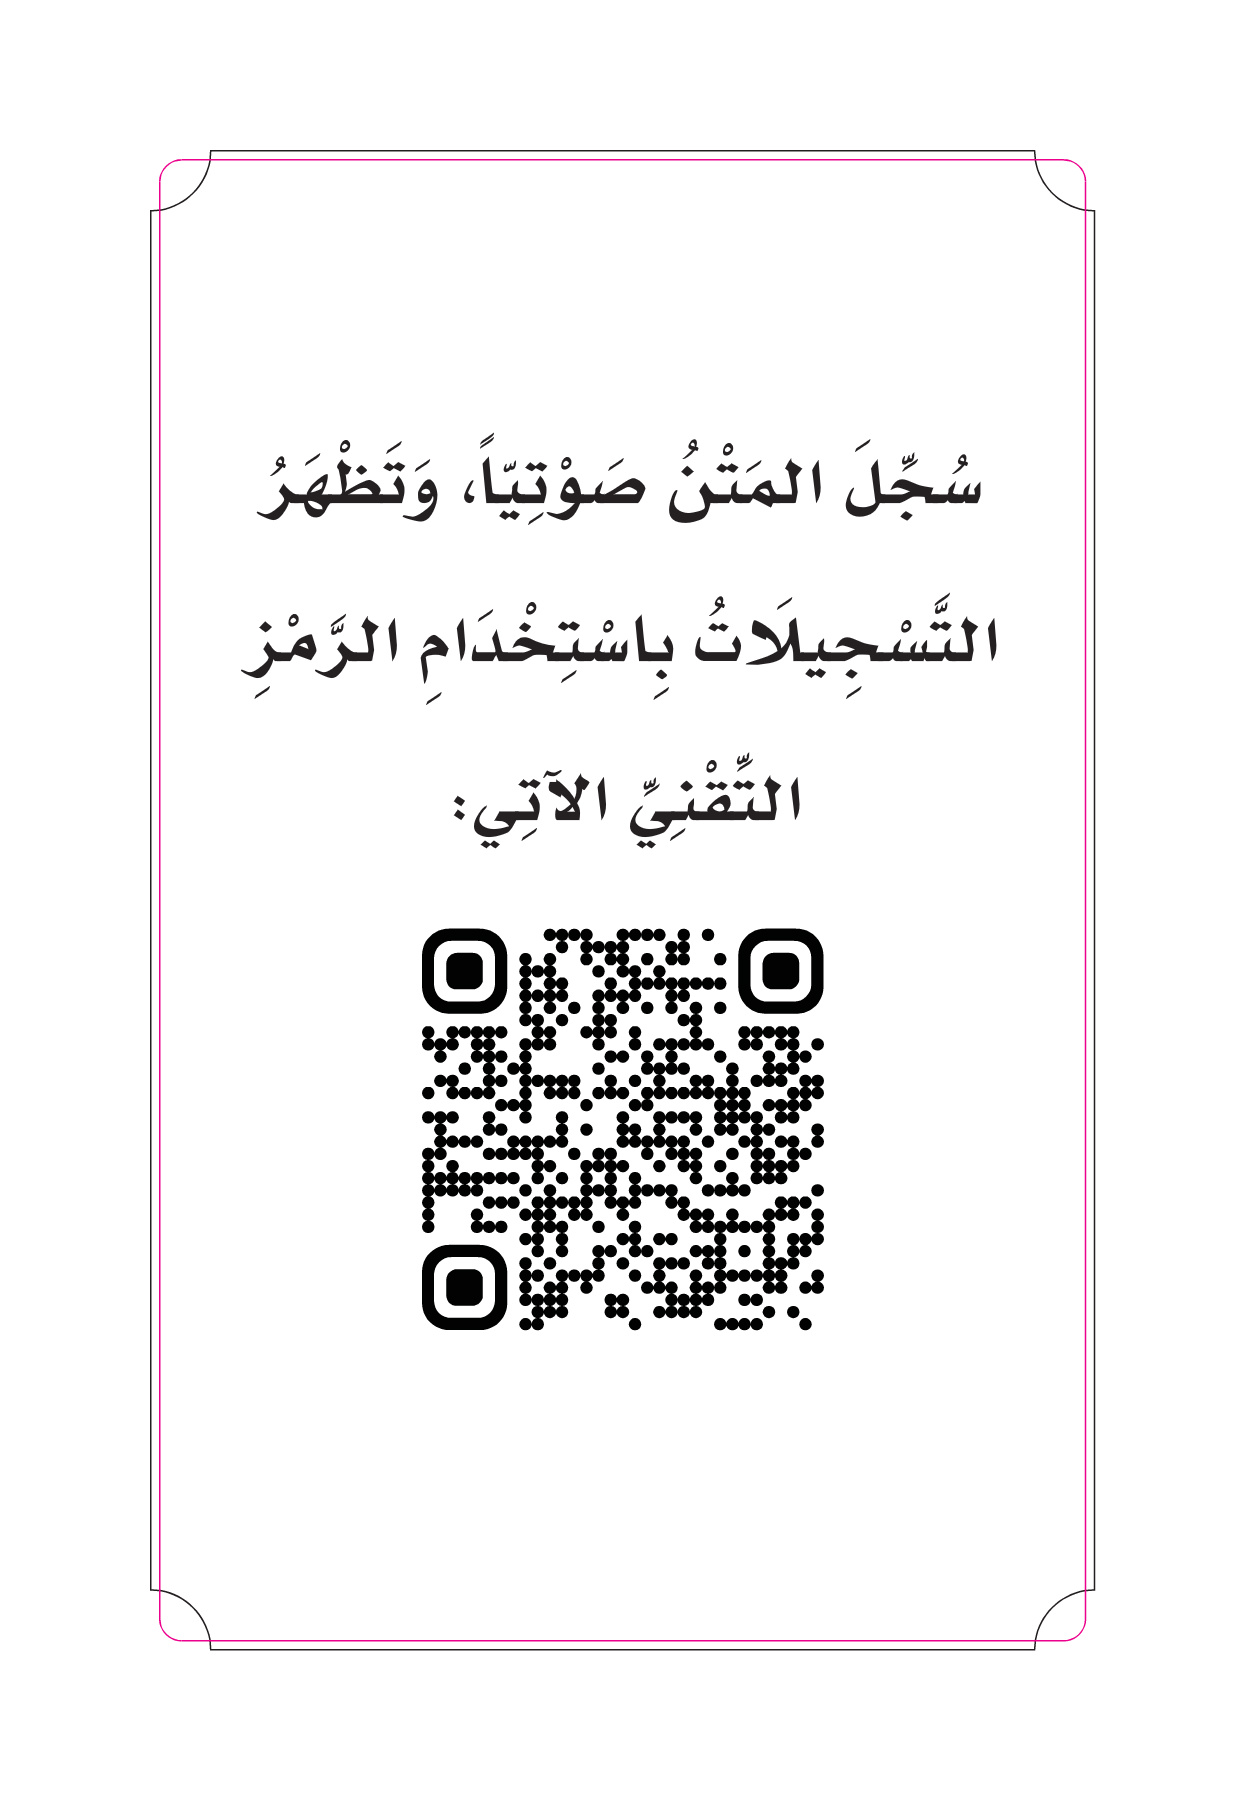 سُجِّلَ المَتْنُ صَوْتِيّاً، وَتَظْهَرُ
التَّسْجِيلَاتُ بِاسْتِخْدَامِ الرَّمْزِ
التِّقْنِيِّ الآتِي: